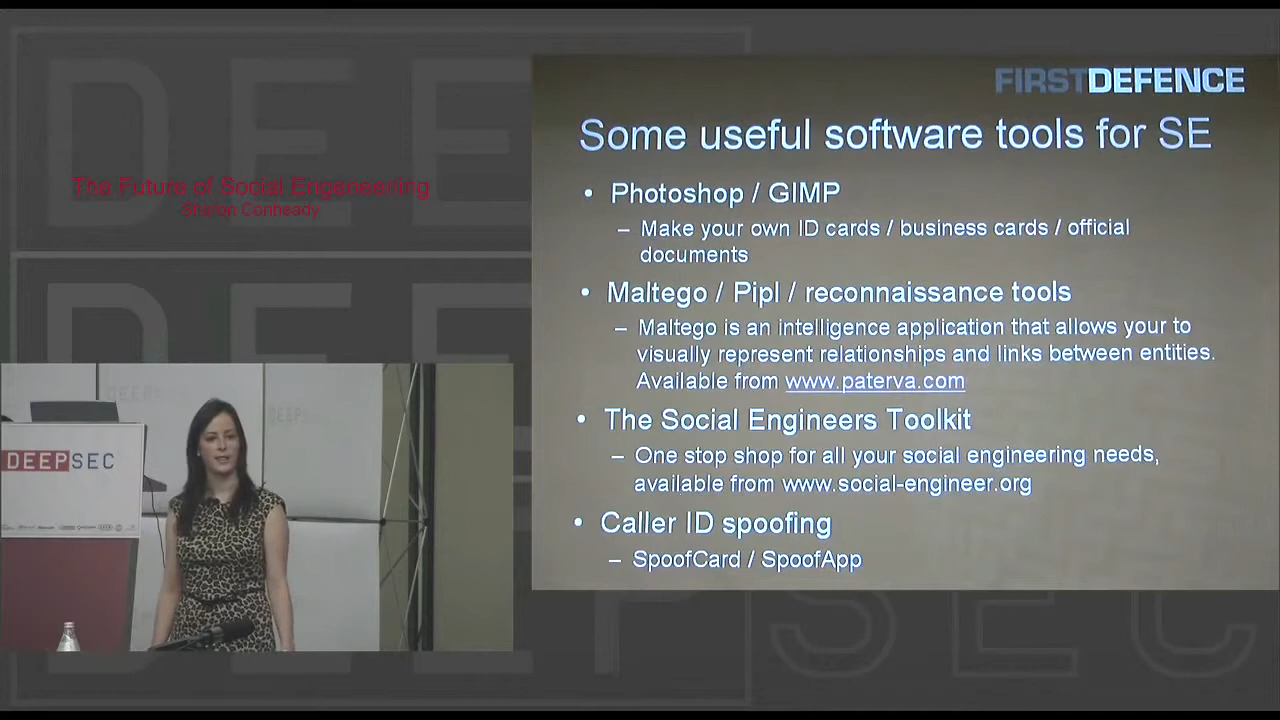 The Future of Social Engeneering
Sharon Conheady
FIRSTDEFENCE
Some useful software tools for SE
• Photoshop / GIMP
– Make your own ID cards / business cards / official
documents
• Maltego / Pipl / reconnaissance tools
– Maltego is an intelligence application that allows your to
visually represent relationships and links between entities.
Available from www.paterva.com
• The Social Engineers Toolkit
– One stop shop for all your social engineering needs,
available from www.social-engineer.org
• Caller ID spoofing
– SpoofCard / SpoofApp
DEEPSEC
DEEPSEC